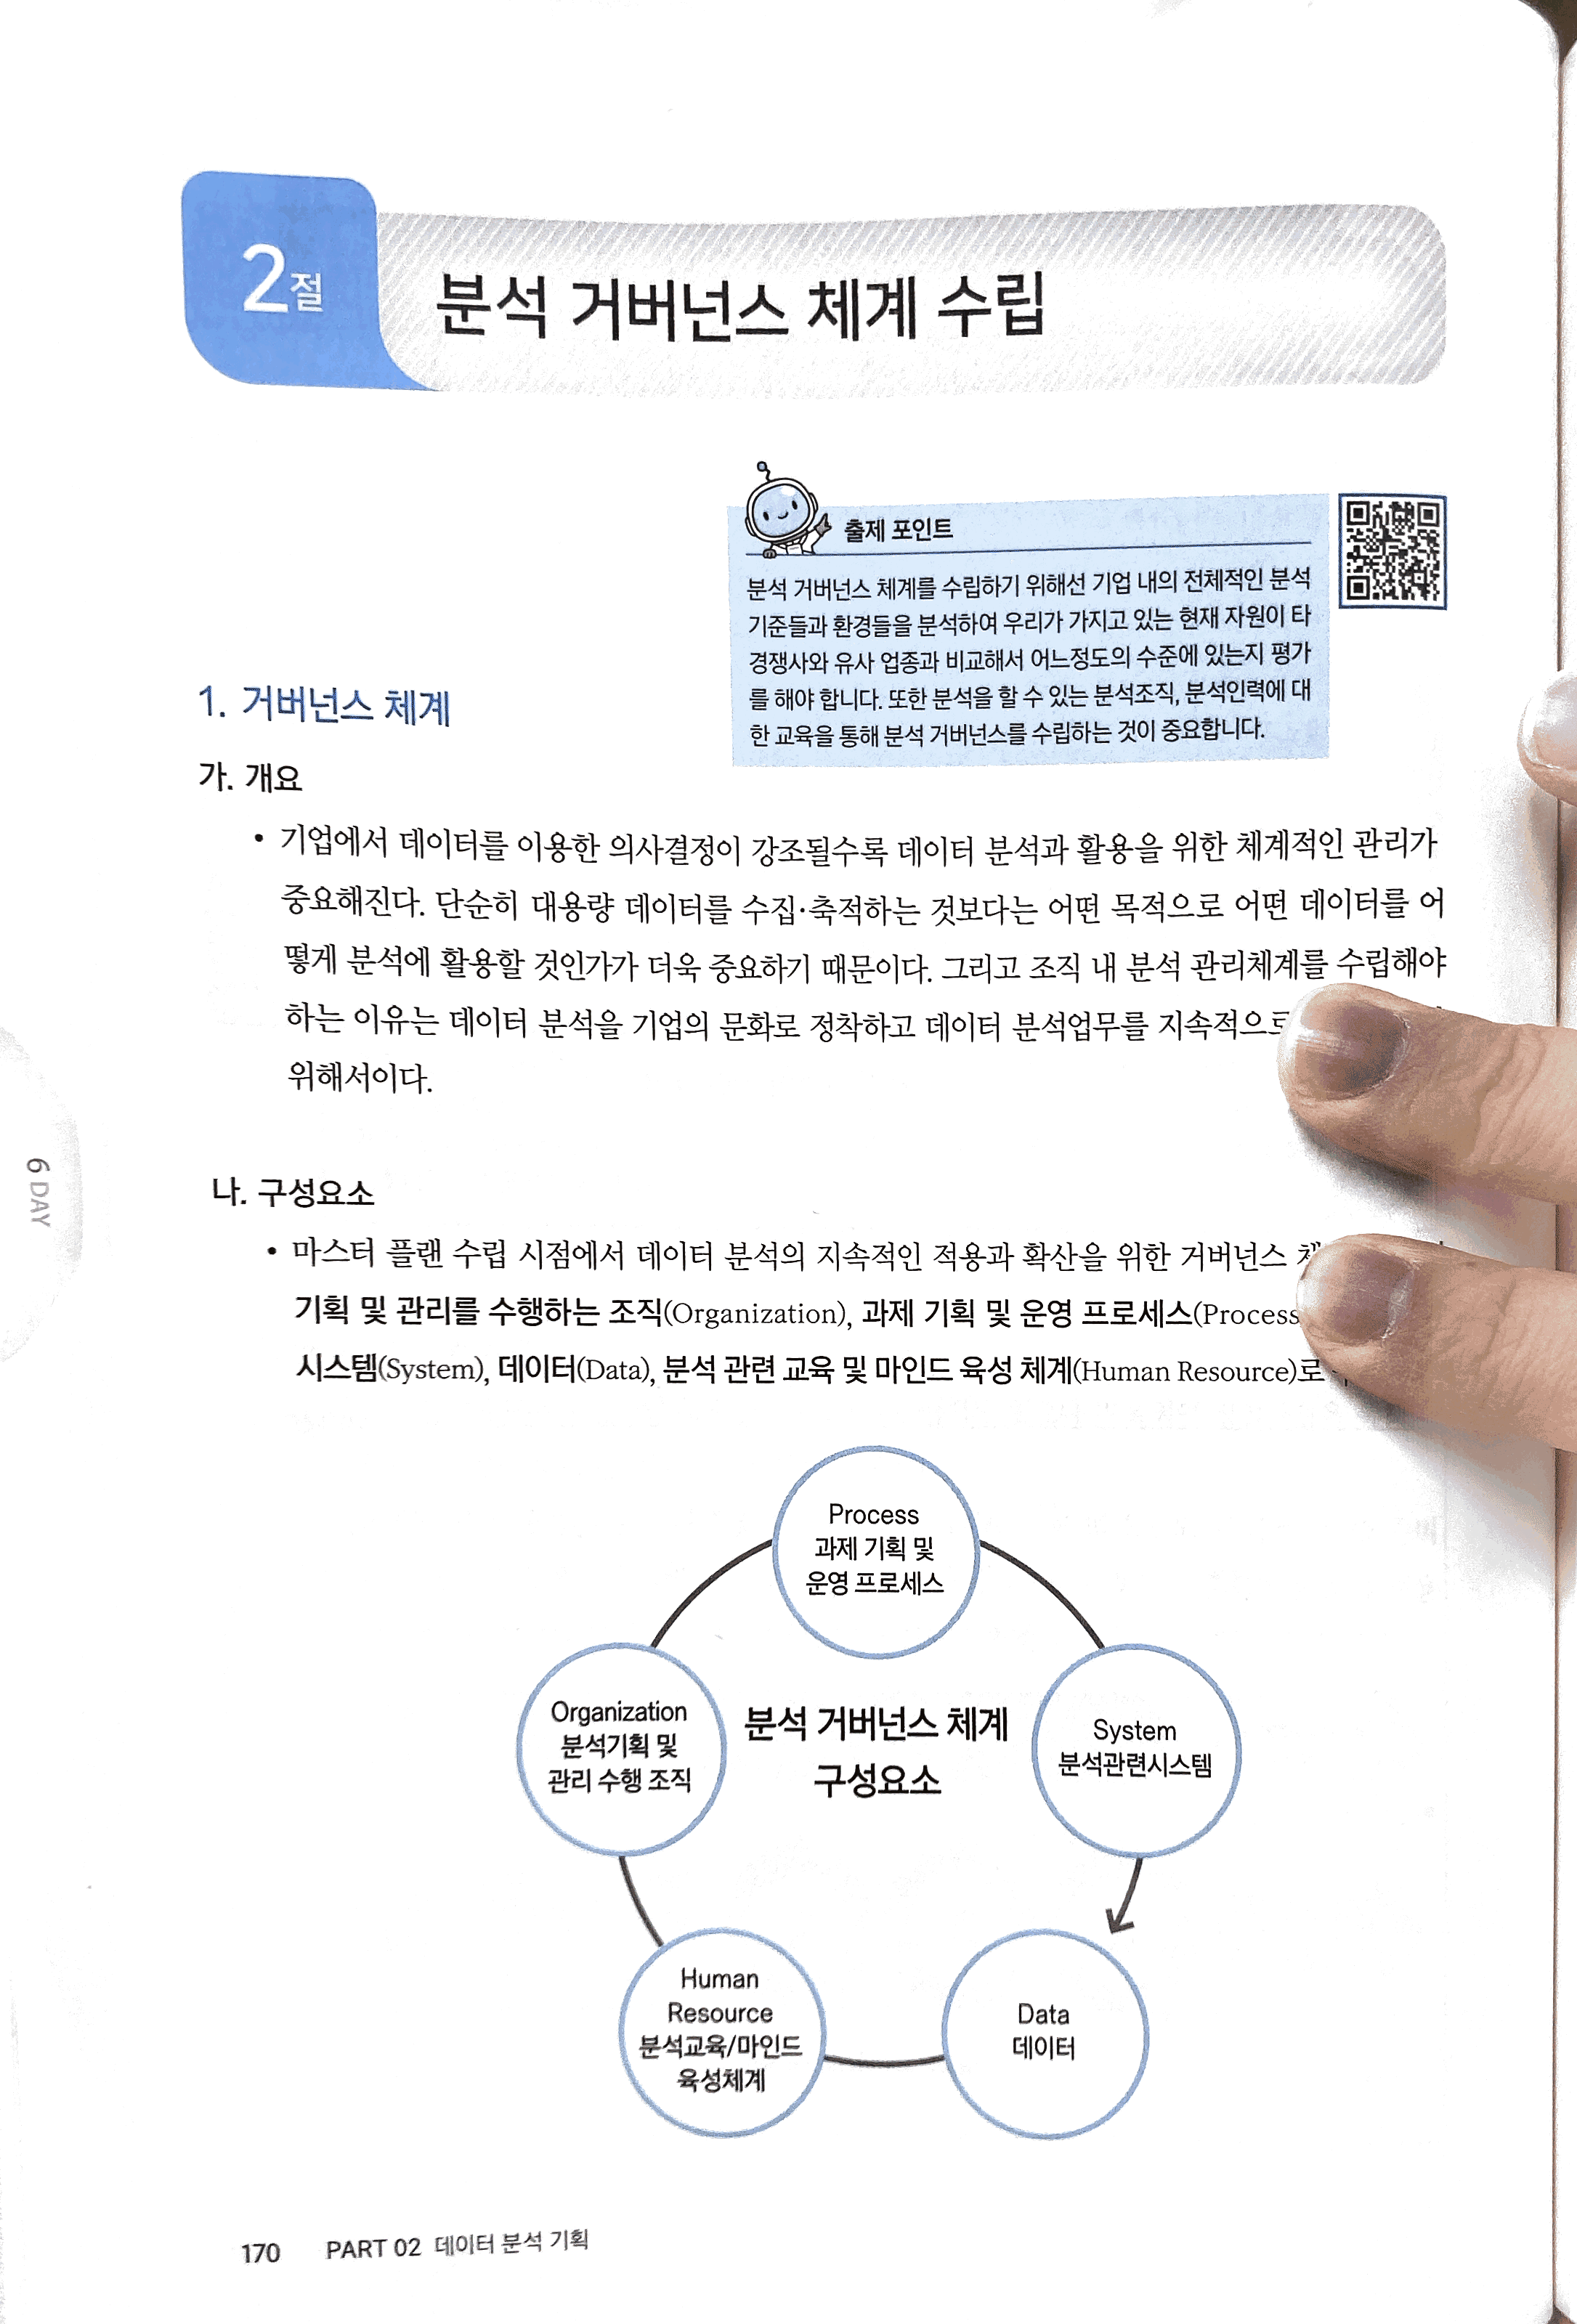 2절
분석 거버넌스 체계 수립
출제 포인트
분석 거버넌스 체계를 수립하기 위해선 기업 내의 전체적인 분석
기준들과 환경들을 분석하여 우리가 가지고 있는 현재 자원이 타
경쟁사와 유사 업종과 비교해서 어느정도의 수준에 있는지 평가
를 해야 합니다. 또한 분석을 할 수 있는 분석조직, 분석인력에 대
한 교육을 통해 분석 거버넌스를 수립하는 것이 중요합니다.
1. 거버넌스 체계
가. 개요
• 기업에서 데이터를 이용한 의사결정이 강조될수록 데이터 분석과 활용을 위한 체계적인 관리가
중요해진다. 단순히 대용량 데이터를 수집·축적하는 것보다는 어떤 목적으로 어떤 데이터를 어
떻게 분석에 활용할 것인가가 더욱 중요하기 때문이다. 그리고 조직 내 분석 관리체계를 수립해야
하는 이유는 데이터 분석을 기업의 문화로 정착하고 데이터 분석업무를 지속적으로
위해서이다.
나. 구성요소
• 마스터 플랜 수립 시점에서 데이터 분석의 지속적인 적용과 확산을 위한 거버넌스
기획 및 관리를 수행하는 조직(Organization), 과제 기획 및 운영 프로세스(Process
시스템(System), 데이터(Data), 분석 관련 교육 및 마인드 육성 체계(Human Resource)로
Process
과제 기획 및
운영 프로세스
Organization
분석기획 및
관리 수행 조직
분석 거버넌스 체계
구성요소
System
분석관련시스템
Human
Resource
분석교육/마인드
육성체계
Data
데이터
6 DAY
170 PART 02 데이터 분석 기획